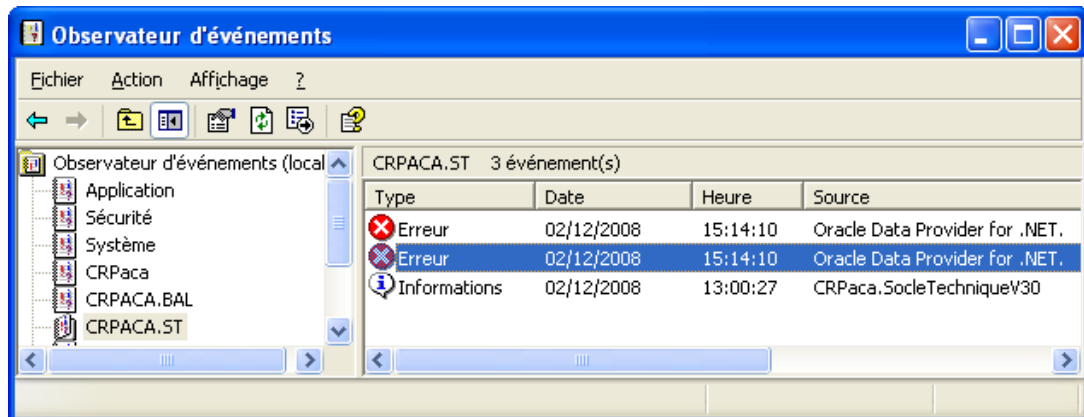 Observateur d'événements
Fichier Action Affichage ?
Observateur d'événements (local
Application
Sécurité
Système
CRPaca
CRPACA.BAL
CRPACA.ST
CRPACA.ST 3 événement(s)
Type Date Heure Source
Erreur 02/12/2008 15:14:10 Oracle Data Provider for .NET.
Erreur 02/12/2008 15:14:10 Oracle Data Provider for .NET.
Informations 02/12/2008 13:00:27 CRPaca.SocleTechniqueV30